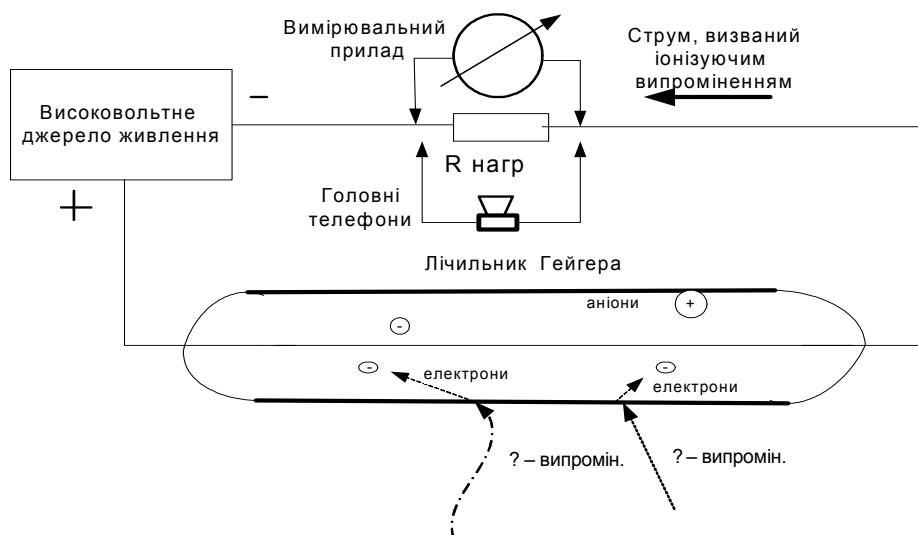 Вимірювальний
прилад
Струм, визваний
іонізуючим
випроміненням
Високовольтне
джерело живлення
–
+
R нагр
Головні
телефони
Лічильник Гейгера
аніони
+
-
-
-
електрони
електрони
? – випромін.
? – випромін.